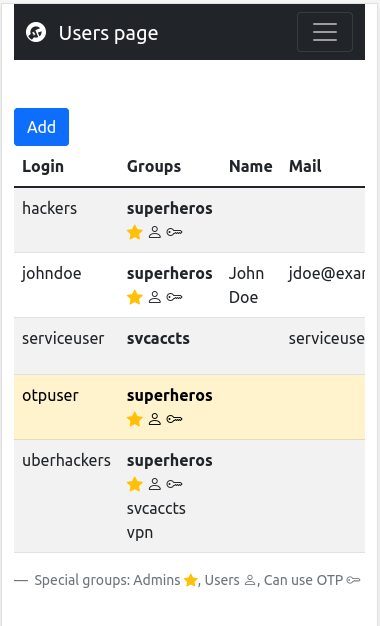 Users page
Add
Login Groups Name Mail
hackers superheros
johndoe superheros John Doe jdoe@exa
serviceuser svcaccts serviceuse
otpuser superheros
uberhackers superheros
svcaccts
vpn
— Special groups: Admins , Users , Can use OTP